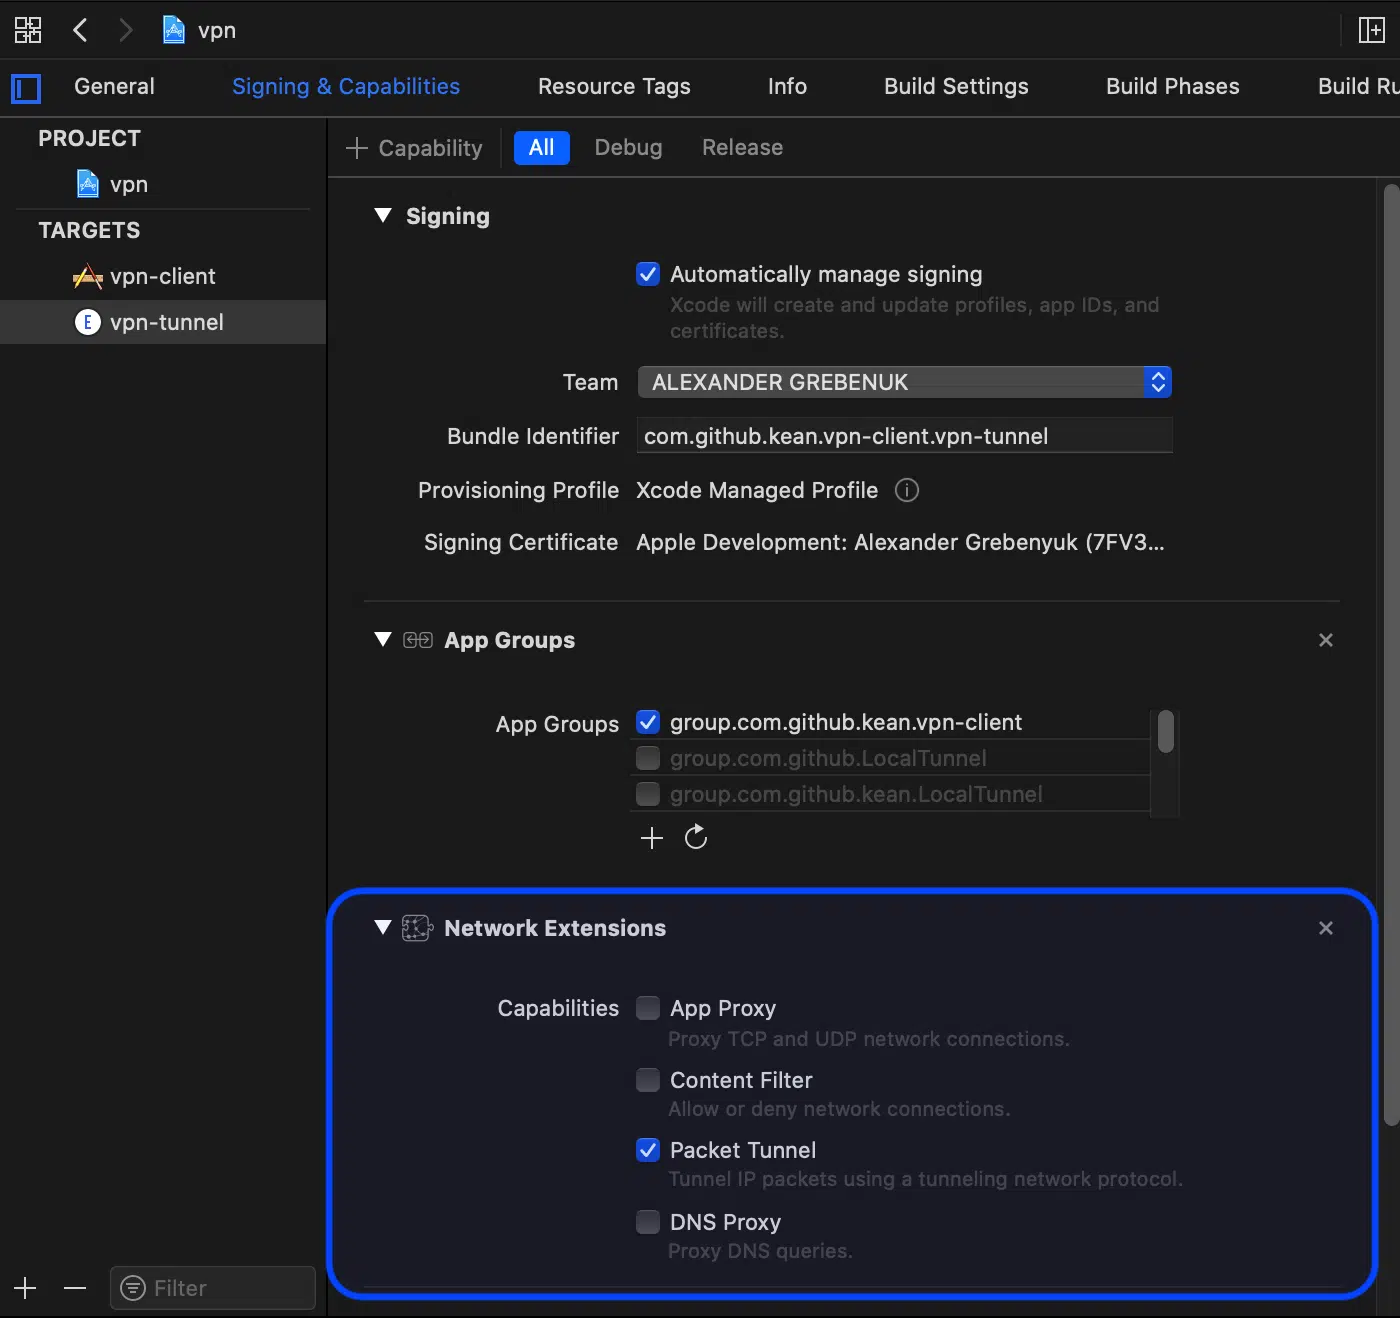 vpn
General Signing & Capabilities Resource Tags Info Build Settings Build Phases Build Ru
PROJECT
vpn
TARGETS
vpn-client
E vpn-tunnel
Filter
Capability All Debug Release
Signing
Automatically manage signing
Xcode will create and update profiles, app IDs, and
certificates.
Team ALEXANDER GREBENUK
Bundle Identifier com.github.kean.vpn-client.vpn-tunnel
Provisioning Profile Xcode Managed Profile
Signing Certificate Apple Development: Alexander Grebenyuk (7FV3...
App Groups
App Groups group.com.github.kean.vpn-client
group.com.github.LocalTunnel
group.com.github.kean.LocalTunnel
Network Extensions
Capabilities App Proxy
Proxy TCP and UDP network connections.
Content Filter
Allow or deny network connections.
Packet Tunnel
Tunnel IP packets using a tunneling network protocol.
DNS Proxy
Proxy DNS queries.